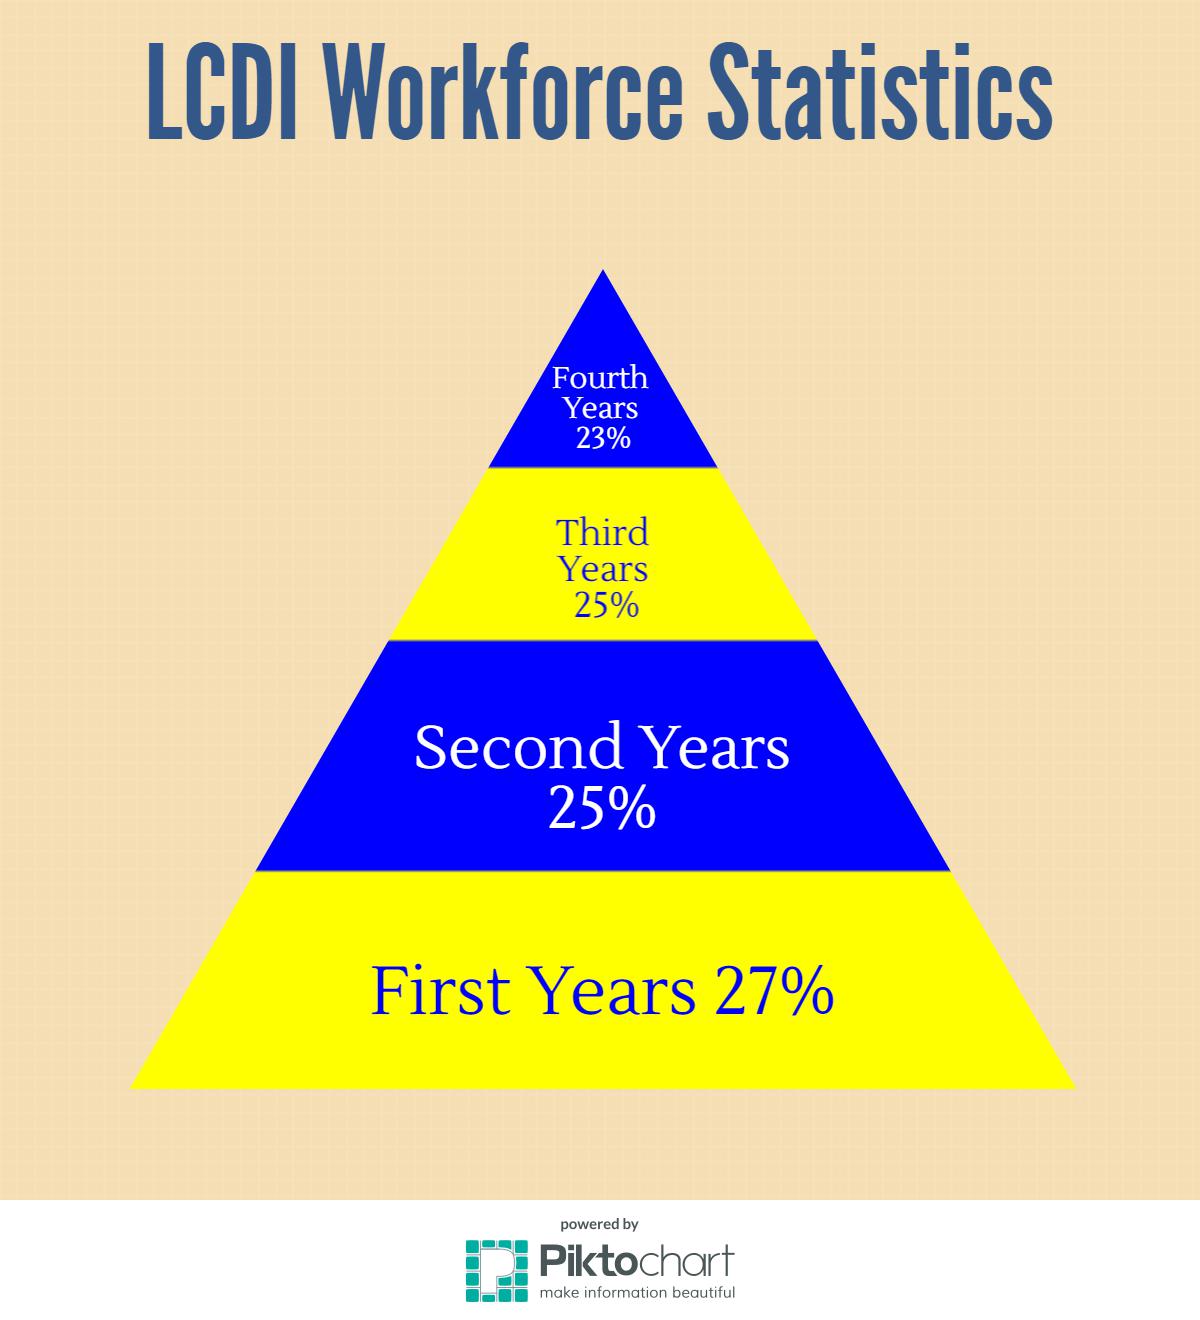 LCDI Workforce Statistics
Fourth
Years
23%
Third
Years
25%
Second Years
25%
First Years 27%
powered by
Piktochart
make information beautiful